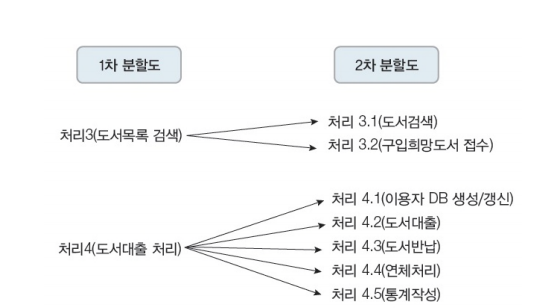 1차 분할도
2차 분할도
처리3(도서목록 검색)
처리 3.1(도서검색)
처리 3.2(구입희망도서 접수)
처리4(도서대출 처리)
처리 4.1(이용자 DB 생성/갱신)
처리 4.2(도서대출)
처리 4.3(도서반납)
처리 4.4(연체처리)
처리 4.5(통계작성)